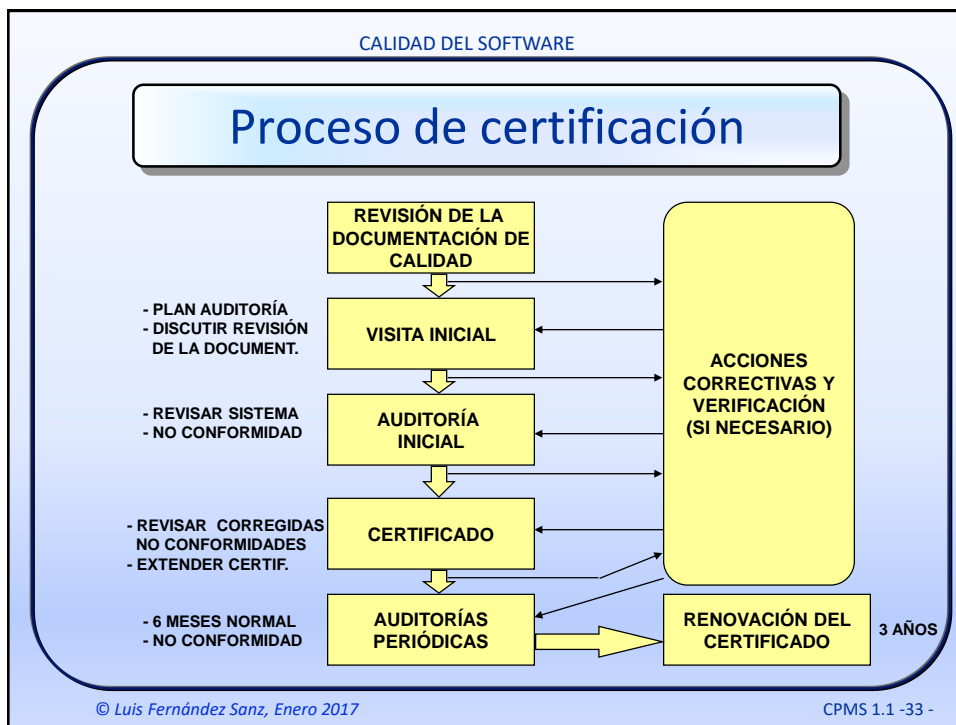 CALIDAD DEL SOFTWARE
Proceso de certificación
REVISIÓN DE LA
DOCUMENTACIÓN DE
CALIDAD
- PLAN AUDITORÍA
- DISCUTIR REVISIÓN
DE LA DOCUMENT.
VISITA INICIAL
ACCIONES
CORRECTIVAS Y
VERIFICACIÓN
(SI NECESARIO)
- REVISAR SISTEMA
- NO CONFORMIDAD
AUDITORÍA
INICIAL
- REVISAR CORREGIDAS
NO CONFORMIDADES
- EXTENDER CERTIF.
CERTIFICADO
- 6 MESES NORMAL
- NO CONFORMIDAD
AUDITORÍAS
PERIÓDICAS
RENOVACIÓN DEL
CERTIFICADO
3 AÑOS
© Luis Fernández Sanz, Enero 2017
CPMS 1.1 -33 -